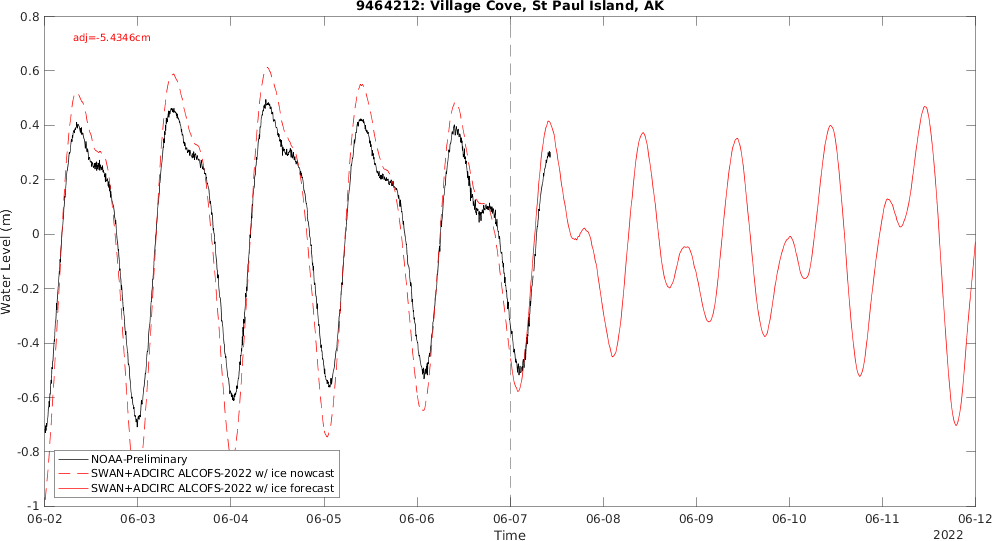 9464212: Village Cove, St Paul Island, AK
adj=-5.4346cm
Water Level (m)
0.8
0.6
0.4
0.2
0
-0.2
-0.4
-0.6
-0.8
-1
NOAA-Preliminary
SWAN+ADCIRC ALCOFS-2022 w/ ice nowcast
SWAN+ADCIRC ALCOFS-2022 w/ ice forecast
06-02 06-03 06-04 06-05 06-06 06-07 06-08 06-09 06-10 06-11 06-12
Time
2022